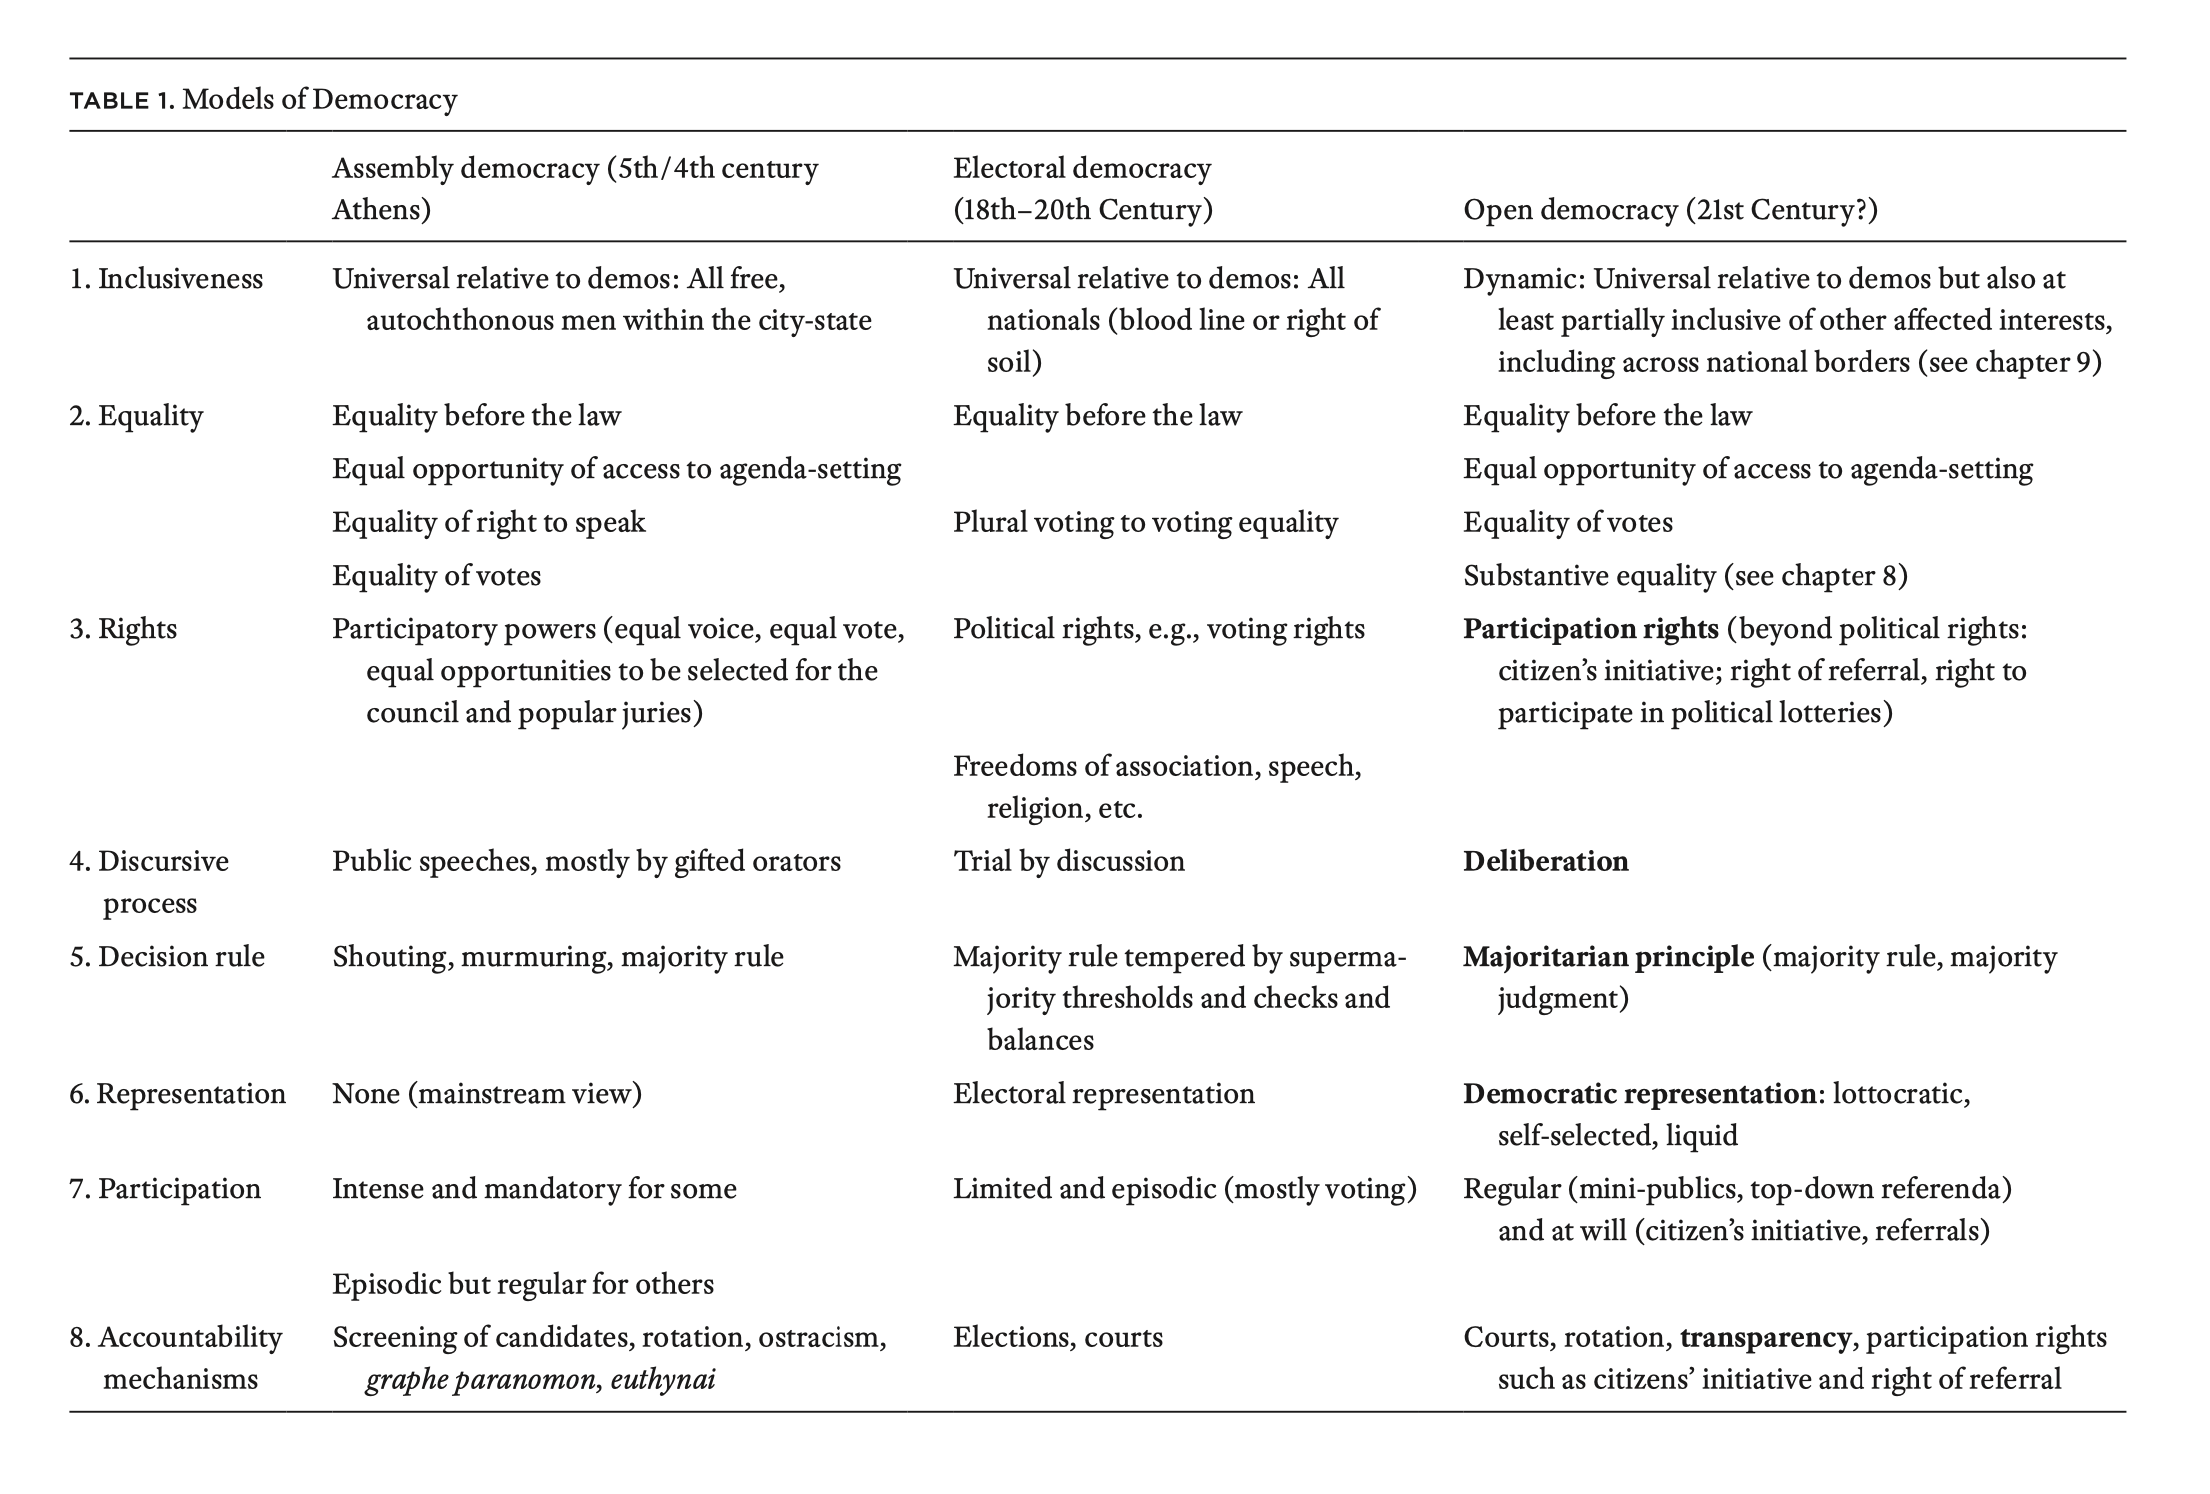 TABLE 1. Models of Democracy
Assembly democracy (5th/4th century
Athens)
Electoral democracy
(18th–20th Century)
Open democracy (21st Century?)
1. Inclusiveness
Universal relative to demos: All free,
autochthonous men within the city-state
Universal relative to demos: All
nationals (blood line or right of
soil)
Dynamic: Universal relative to demos but also at
least partially inclusive of other affected interests,
including across national borders (see chapter 9)
2. Equality
Equality before the law
Equality before the law
Equality before the law
Equal opportunity of access to agenda-setting
Equal opportunity of access to agenda-setting
Equality of right to speak
Plural voting to voting equality
Equality of votes
Equality of votes
Substantive equality (see chapter 8)
3. Rights
Participatory powers (equal voice, equal vote,
equal opportunities to be selected for the
council and popular juries)
Political rights, e.g., voting rights
Participation rights (beyond political rights:
citizen’s initiative; right of referral, right to
participate in political lotteries)
Freedoms of association, speech,
religion, etc.
4. Discursive
process
Public speeches, mostly by gifted orators
Trial by discussion
Deliberation
5. Decision rule
Shouting, murmuring, majority rule
Majority rule tempered by superma-
jority thresholds and checks and
balances
Majoritarian principle (majority rule, majority
judgment)
6. Representation
None (mainstream view)
Electoral representation
Democratic representation: lottocratic,
self-selected, liquid
7. Participation
Intense and mandatory for some
Limited and episodic (mostly voting)
Regular (mini-publics, top-down referenda)
and at will (citizen’s initiative, referrals)
Episodic but regular for others
8. Accountability
mechanisms
Screening of candidates, rotation, ostracism,
graphe paranomon, euthynai
Elections, courts
Courts, rotation, transparency, participation rights
such as citizens’ initiative and right of referral